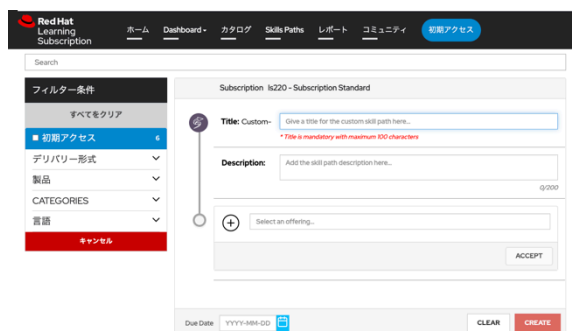 Red Hat
Learning
Subscription
ホーム Dashboard カタログ Skills Paths レポート コミュニティ 初期アクセス
Search
フィルター条件
すべてをクリア
初期アクセス 6
デリバリー形式
製品
CATEGORIES
言語
キャンセル
Subscription ls220 - Subscription Standard
Title: Custom- Give a title for the custom skill path here...
* Title is mandatory with maximum 100 characters
Description: Add the skill path description here...
0/200
Select an offering...
ACCEPT
Due Date YYYY-MM-DD CLEAR CREATE